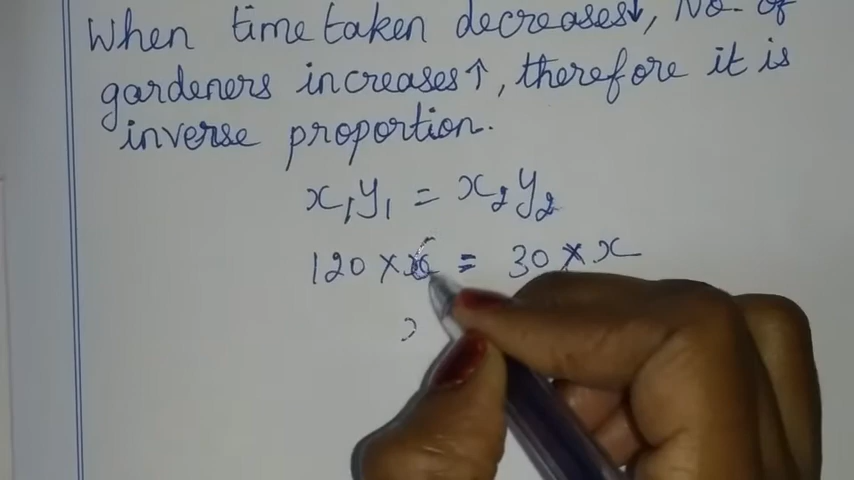 When time taken decreases↓, No. of
gardeners increases↑, therefore it is
inverse proportion.
x₁y₁ = x₂y₂
120 × = 30 × x